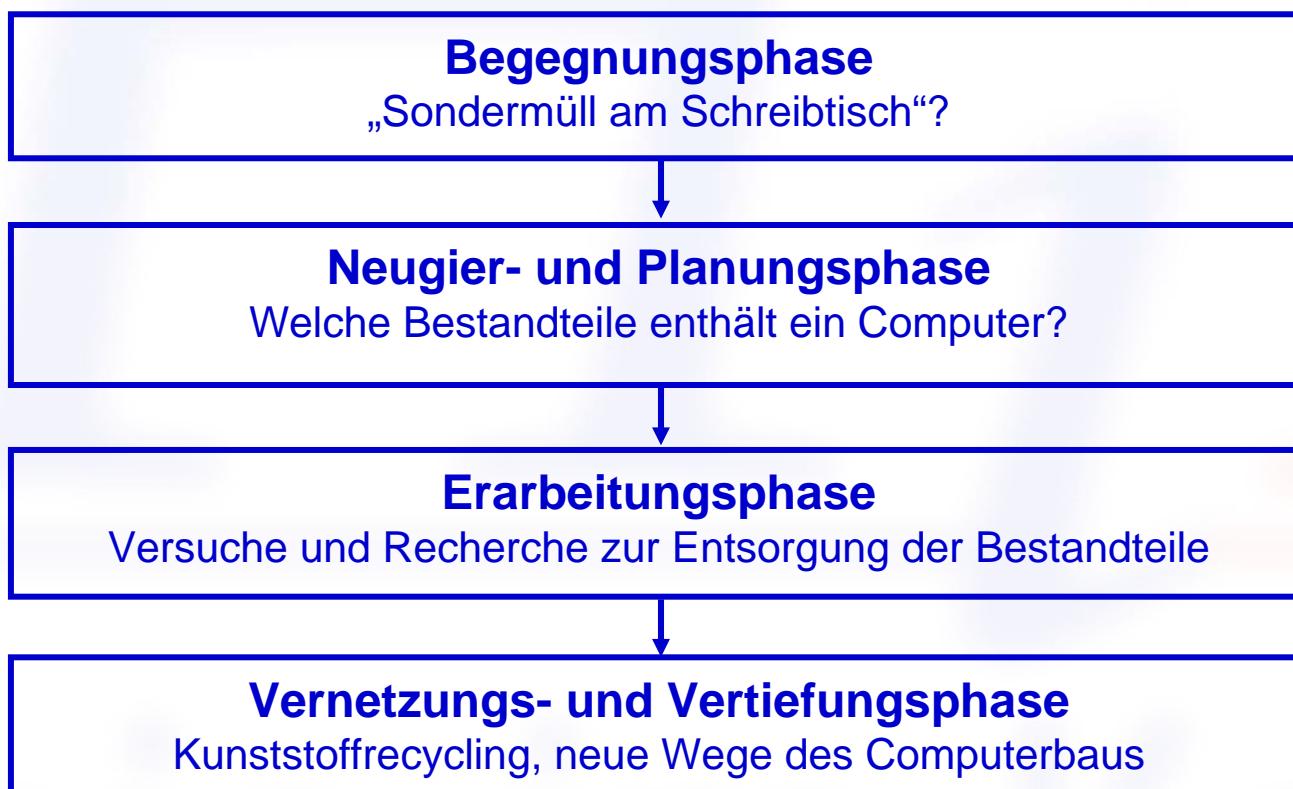 Begegnungsphase
„Sondermüll am Schreibtisch“?
Neugier- und Planungsphase
Welche Bestandteile enthält ein Computer?
Erarbeitungsphase
Versuche und Recherche zur Entsorgung der Bestandteile
Vernetzungs- und Vertiefungsphase
Kunststoffrecycling, neue Wege des Computerbaus